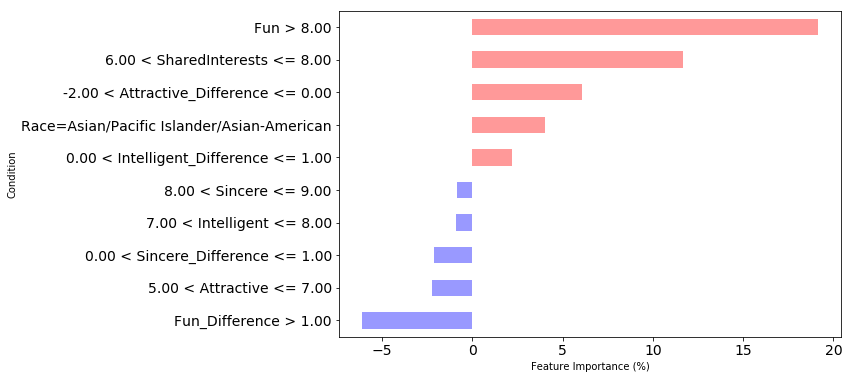 Fun > 8.00
6.00 < SharedInterests <= 8.00
-2.00 < Attractive_Difference <= 0.00
Race=Asian/Pacific Islander/Asian-American
0.00 < Intelligent_Difference <= 1.00
8.00 < Sincere <= 9.00
7.00 < Intelligent <= 8.00
0.00 < Sincere_Difference <= 1.00
5.00 < Attractive <= 7.00
Fun_Difference > 1.00
Condition
−5 0 5 10 15 20
Feature Importance (%)